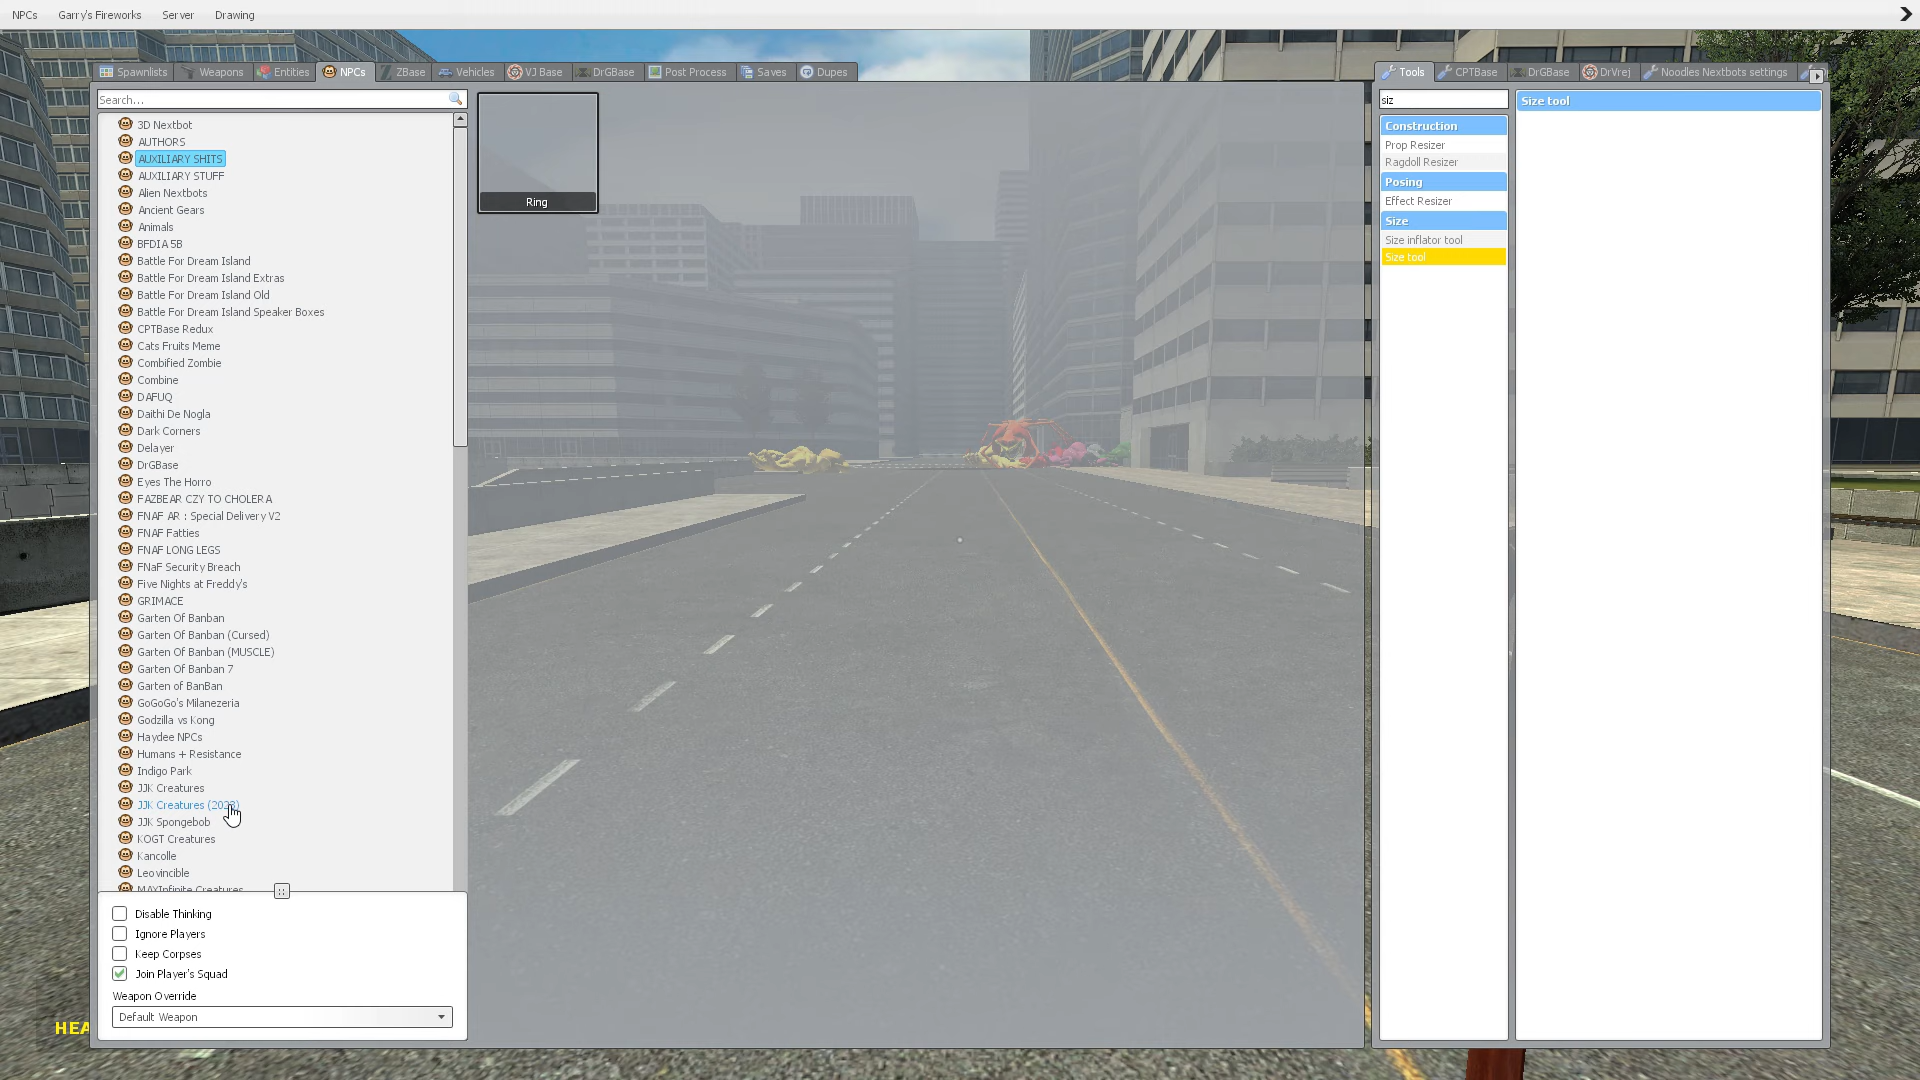 NPCs Garry's Fireworks Server Drawing
Spawnlists Weapons Entities NPCs ZBase Vehicles VJ Base DrGBase Post Process Saves Dupes
Search...
3D Nextbot
AUTHORS
AUXILIARY SHITS
AUXILIARY STUFF
Alien Nextbots
Ancient Gears
Animals
BFDIA 5B
Battle For Dream Island
Battle For Dream Island Extras
Battle For Dream Island Old
Battle For Dream Island Speaker Boxes
CPTBase Redux
Cats Fruits Meme
Combified Zombie
Combine
DAFUQ
Daithi De Nogla
Dark Corners
Delayer
DrGBase
Eyes The Horro
FAZBEAR CZY TO CHOLERA
FNAF AR : Special Delivery V2
FNAF Fatties
FNAF LONG LEGS
FNaF Security Breach
Five Nights at Freddy's
GRIMACE
Garten Of Banban
Garten Of Banban (Cursed)
Garten Of Banban (MUSCLE)
Garten Of Banban 7
Garten of BanBan
GoGoGo's Milanezeria
Godzilla vs Kong
Haydee NPCs
Humans + Resistance
Indigo Park
JJK Creatures
JJK Creatures (2023)
JJK Spongebob
KOGT Creatures
Kancolle
Leovincible
MAXInfinite Creatures
Disable Thinking
Ignore Players
Keep Corpses
Join Player's Squad
Weapon Override
Default Weapon
HEA
Ring
Tools CPTBase DrGBase DrVrej Noodles Nextbots settings
siz
Construction
Prop Resizer
Ragdoll Resizer
Posing
Effect Resizer
Size
Size inflator tool
Size tool
Size tool